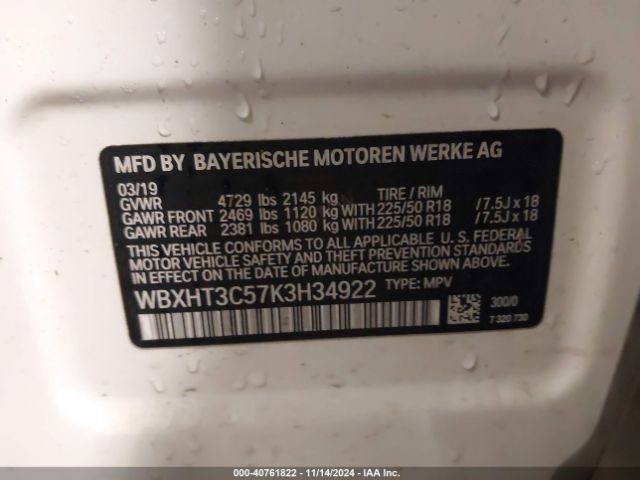 MFD BY BAYERISCHE MOTOREN WERKE AG
03/19
GVWR 4729 lbs 2145 kg TIRE / RIM
GAWR FRONT 2469 lbs 1120 kg WITH 225/50 R18 /7.5J x 18
GAWR REAR 2381 lbs 1080 kg WITH 225/50 R18 /7.5J x 18
THIS VEHICLE CONFORMS TO ALL APPLICABLE U. S. FEDERAL
MOTOR VEHICLE SAFETY AND THEFT PREVENTION STANDARDS
IN EFFECT ON THE DATE OF MANUFACTURE SHOWN ABOVE.
WBXHT3C57K3H34922 TYPE: MPV
300/0
7 320 730
000-40761822 - 11/14/2024 - IAA Inc.